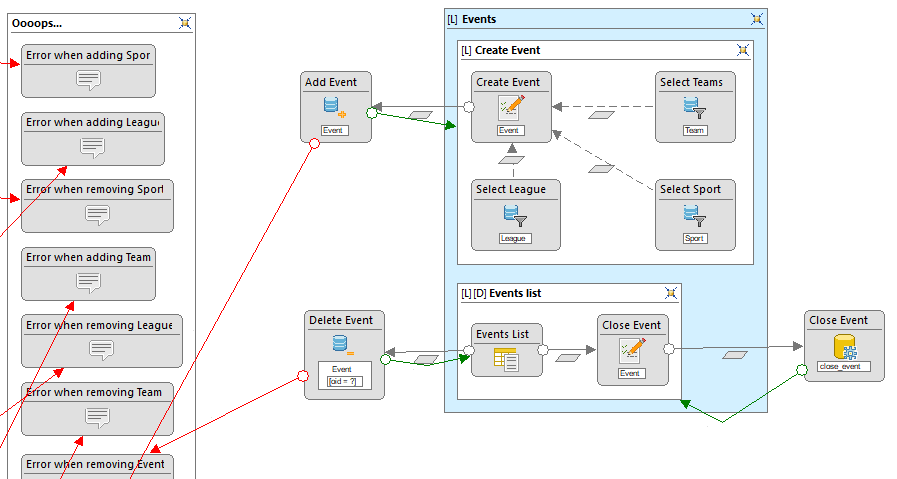 Oooops...
Error when adding Spor
Error when adding Leagu
Error when removing Sport
Error when adding Team
Error when removing League
Error when removing Team
Error when removing Event
Add Event
Event
[L] Events
[L] Create Event
Create Event
Event
Select Teams
Team
Select League
League
Select Sport
Sport
Delete Event
Event
[oid = ?]
[L] [D] Events list
Events List
Close Event
Event
Close Event
close_event